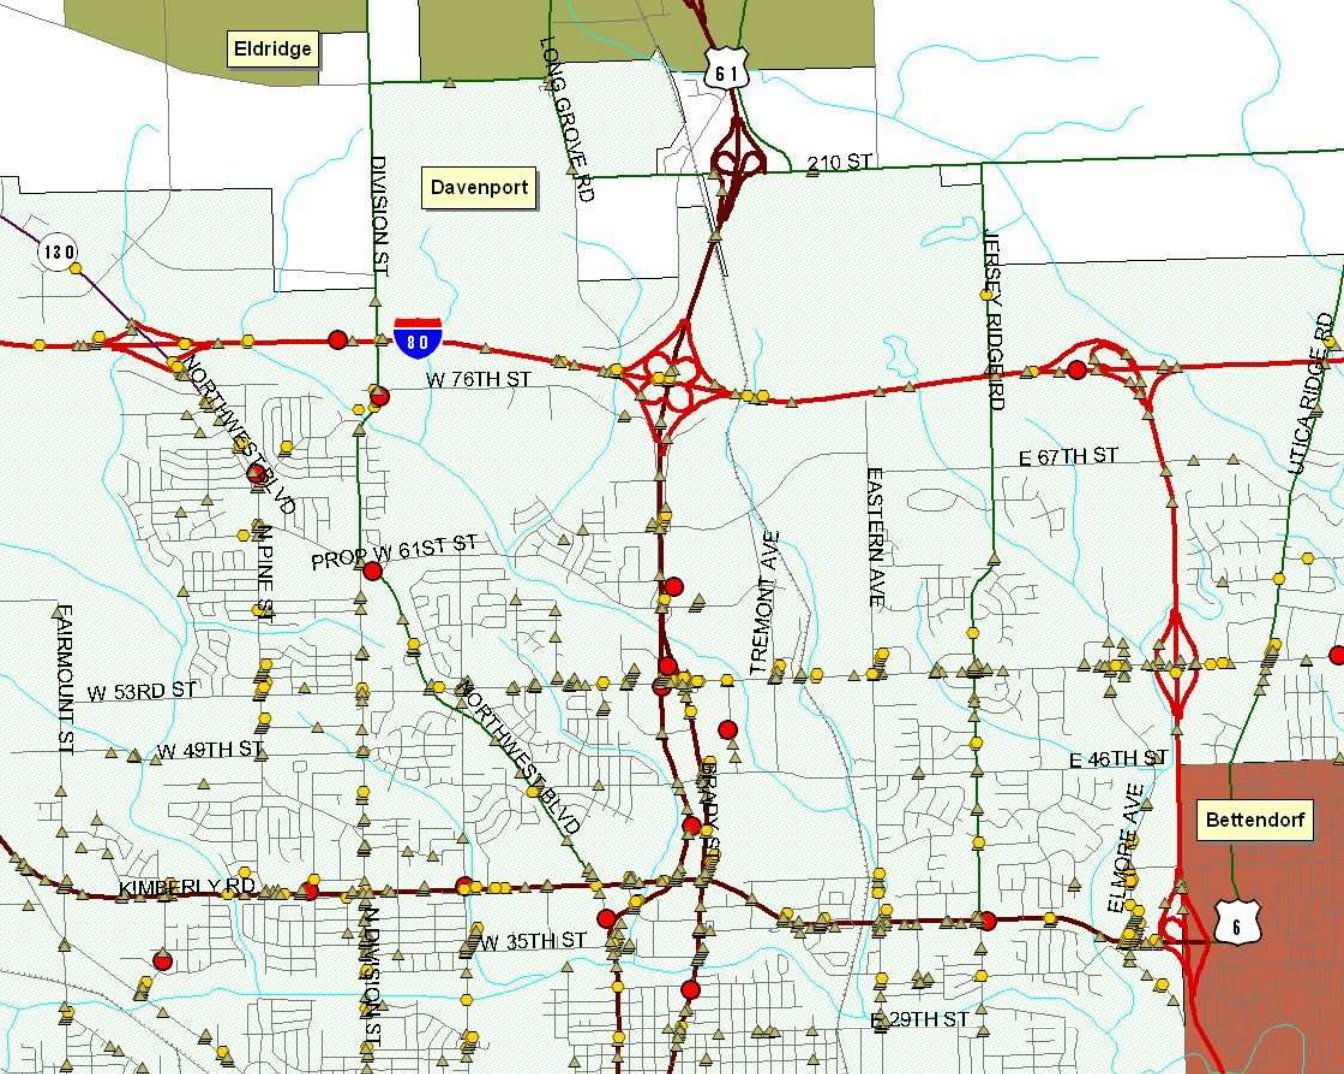 Eldridge
LONG GROVE RD
61
DIVISION ST
Davenport
210 ST
130
JERSEY RIDGE RD
80
UTICA RIDGE RD
NORTHWEST BLVD
W 76TH ST
E 67TH ST
EASTERN AVE
N PINE ST
PROP W 61ST ST
TREMONT AVE
FAIRMOUNT ST
W 53RD ST
NORTHWEST BLVD
W 49TH ST
BRADY ST
E 46TH ST
ELMORE AVE
Bettendorf
KIMBERLY RD
N DIVISION ST
W 35TH ST
6
E 29TH ST